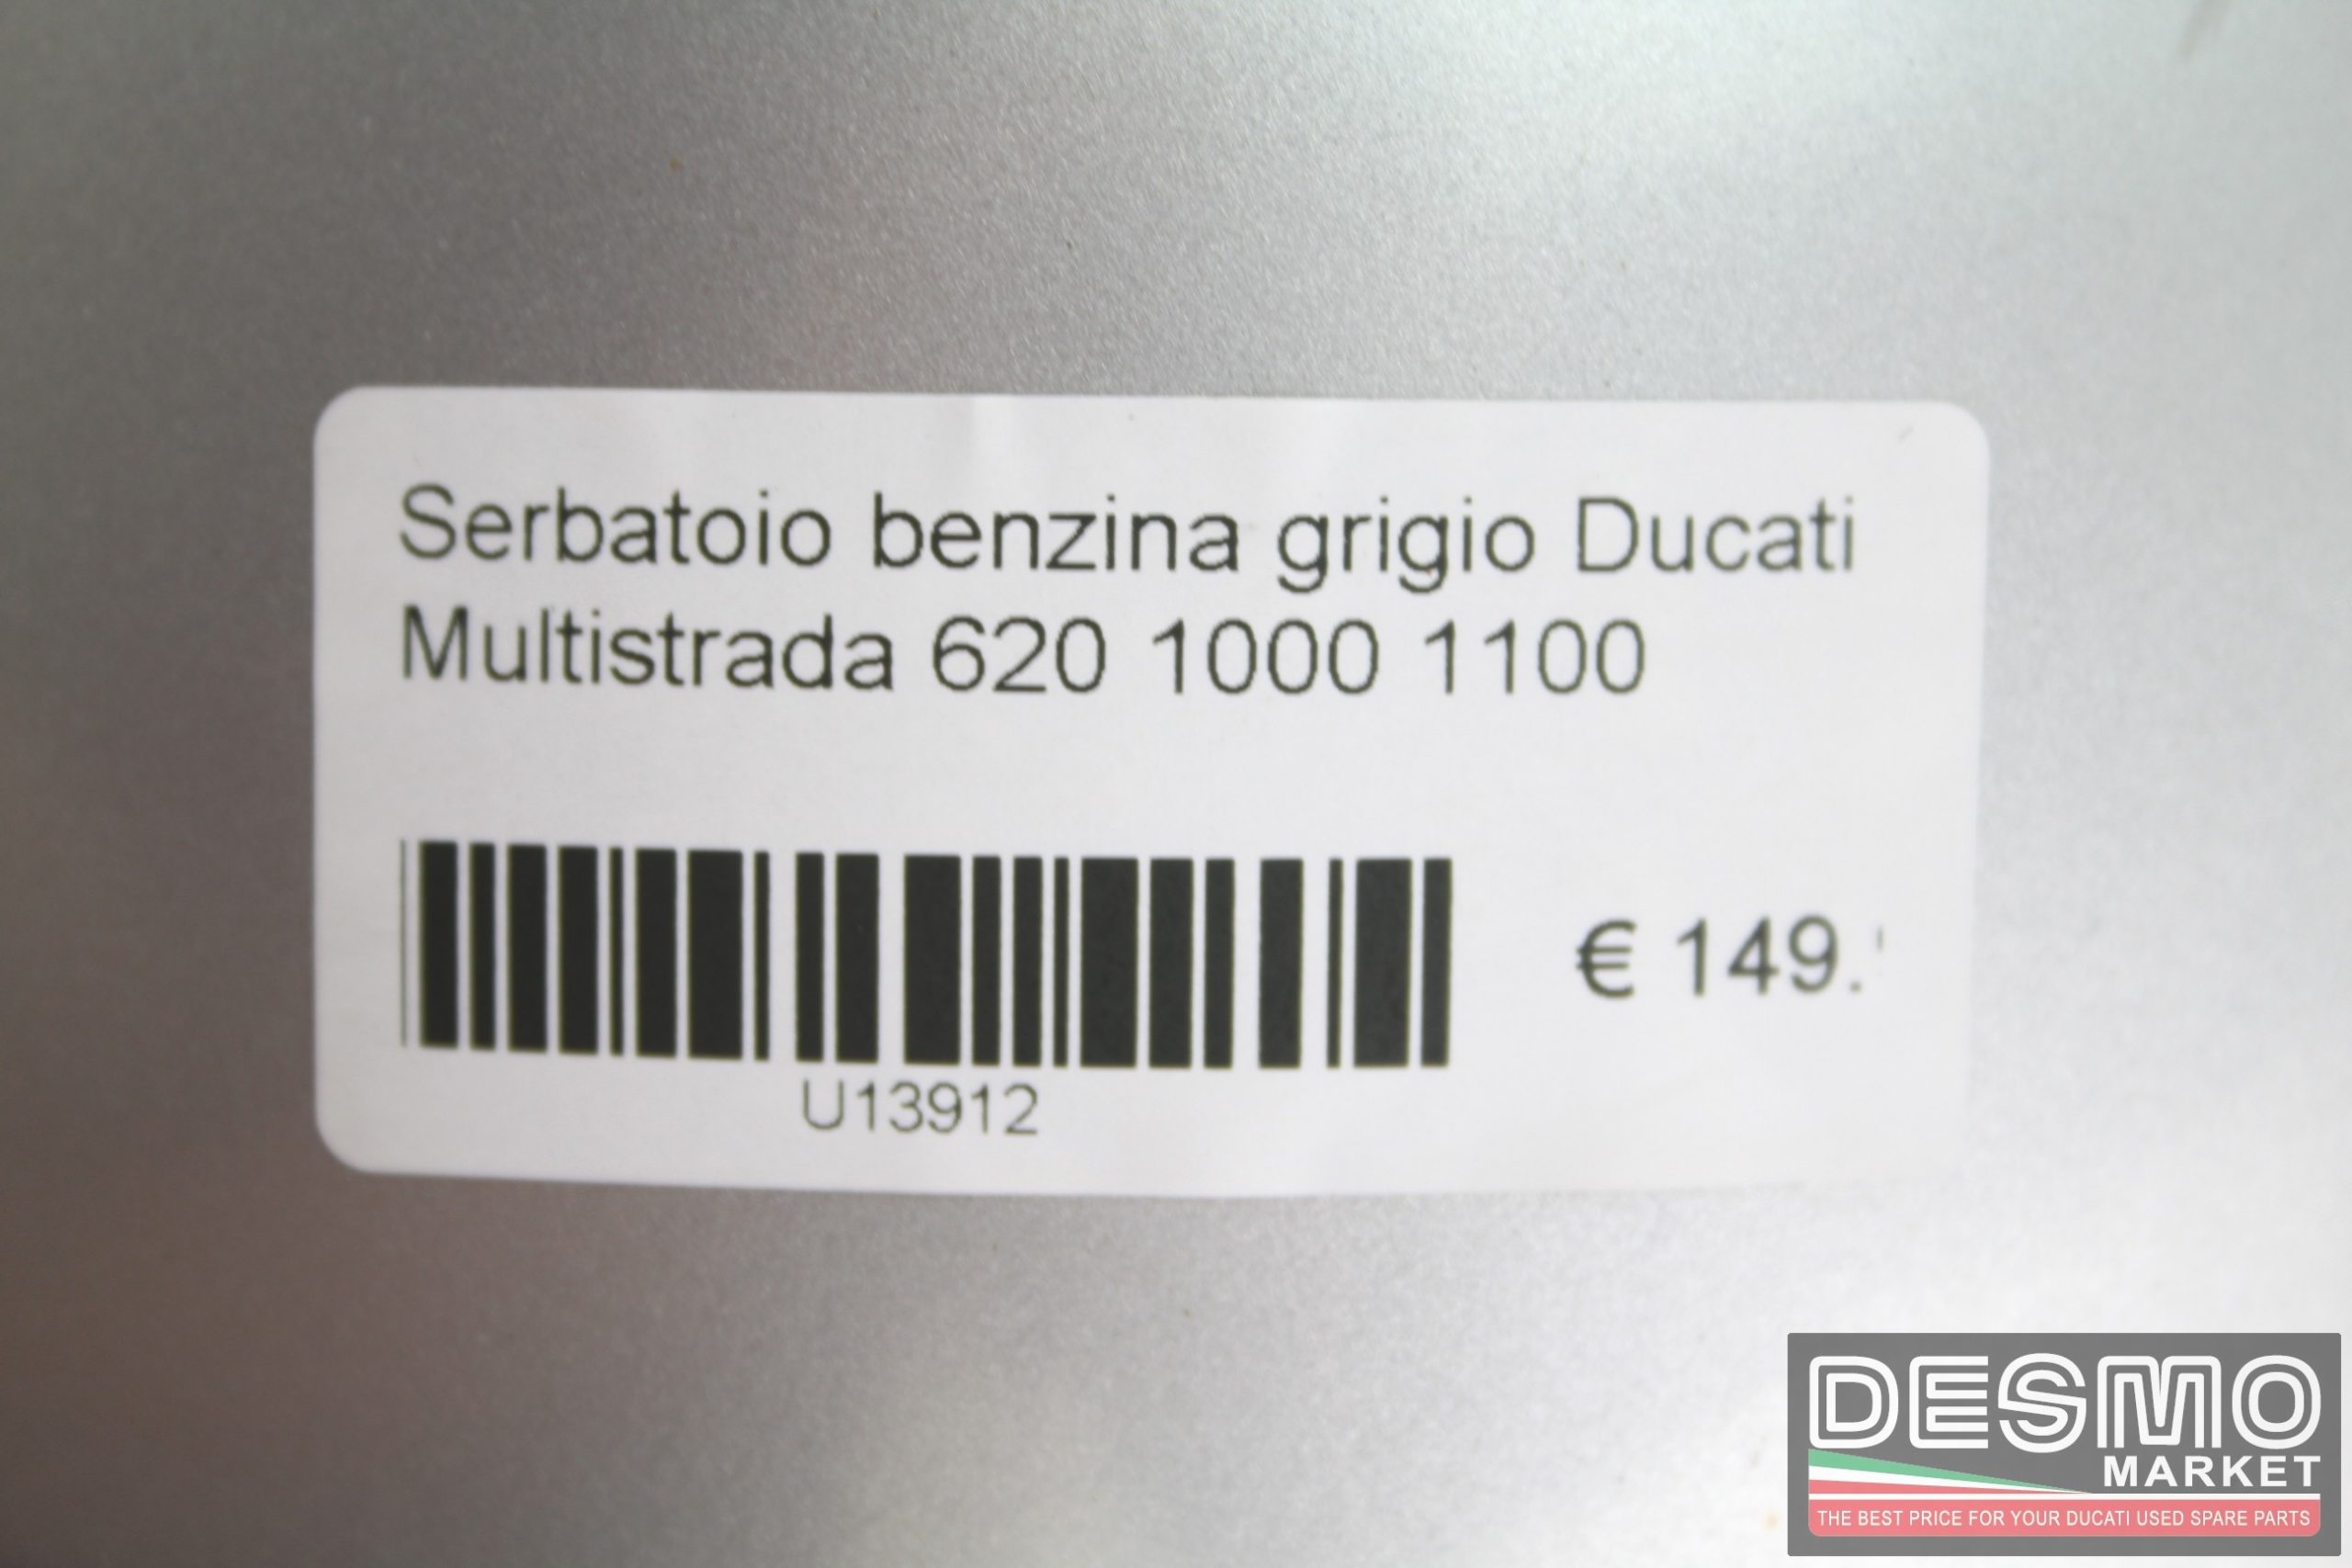 Serbatoio benzina grigio Ducati
Multistrada 620 1000 1100
€ 149.
U13912
DESMO
MARKET
THE BEST PRICE FOR YOUR DUCATI USED SPARE PARTS